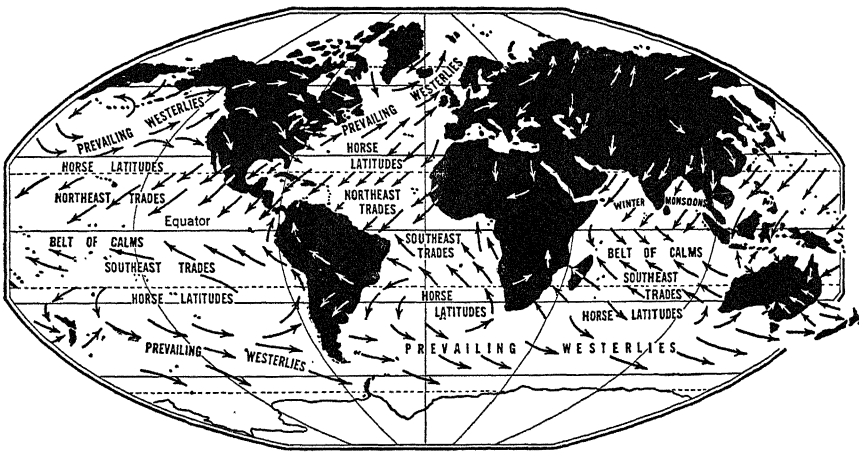 PREVAILING WESTERLIES
PREVAILING WESTERLIES
HORSE LATITUDES
HORSE
LATITUDES
NORTHEAST TRADES
NORTHEAST
TRADES
WINTER MONSOONS
Equator
BELT OF CALMS
SOUTHEAST
TRADES
BELT OF CALMS
SOUTHEAST TRADES
SOUTHEAST
TRADES
HORSE LATITUDES
HORSE
LATITUDES
HORSE LATITUDES
PREVAILING WESTERLIES
PREVAILING WESTERLIES